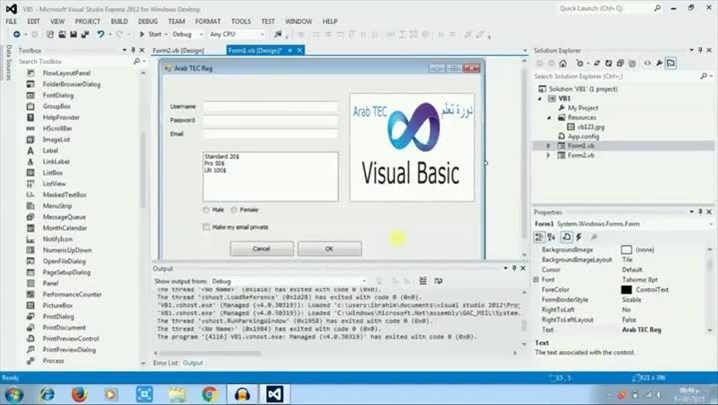 VB1 - Microsoft Visual Studio Express 2012 for Windows Desktop
Quick Launch (Ctrl+Q)
FILE EDIT VIEW PROJECT BUILD DEBUG TEAM FORMAT TOOLS TEST WINDOW HELP
Start Debug Any CPU
Data Sources
Toolbox
Search Toolbox
FlowLayoutPanel
FolderBrowserDialog
FontDialog
GroupBox
HelpProvider
HScrollBar
ImageList
Label
LinkLabel
ListBox
ListView
MaskedTextBox
MenuStrip
MessageQueue
MonthCalendar
NotifyIcon
NumericUpDown
OpenFileDialog
PageSetupDialog
Panel
PerformanceCounter
PictureBox
PrintDialog
PrintDocument
PrintPreviewControl
PrintPreviewDialog
Process
Form2.vb [Design] Form1.vb [Design]*
Arab TEC Reg
Username
Password
Email
Standard 20$
Pro 50$
Ult 100$
Male Female
Make my email private
Cancel OK
Arab TEC دورة تعلم
Visual Basic
Output
Show output from: Debug
The thread '<No Name>' (0x1a18) has exited with code 0 (0x0).
The thread 'vshost.LoadReference' (0x1d28) has exited with code 0 (0x0).
'VB1.vshost.exe' (Managed (v4.0.30319)): Loaded 'c:\users\ibrahim\documents\visual studio 2012\Pro
'VB1.vshost.exe' (Managed (v4.0.30319)): Loaded 'C:\Windows\Microsoft.Net\assembly\GAC_MSIL\System.
The thread 'vshost.RunParkingWindow' (0x1958) has exited with code 0 (0x0).
The thread '<No Name>' (0x1984) has exited with code 0 (0x0).
The program '[4116] VB1.vshost.exe: Managed (v4.0.30319)' has exited with code 0 (0x0).
Error List Output
Solution Explorer
Search Solution Explorer (Ctrl+;)
Solution 'VB1' (1 project)
VB1
My Project
Resources
vb123.jpg
App.config
Form1.vb
Form2.vb
Properties
Form1 System.Windows.Forms.Form
BackgroundImage (none)
BackgroundImageLayout Tile
Cursor Default
Font Tahoma; 8pt
ForeColor ControlText
FormBorderStyle Sizable
RightToLeft No
RightToLeftLayout False
Text Arab TEC Reg
Text
The text associated with the control.
Ready
15 , 5